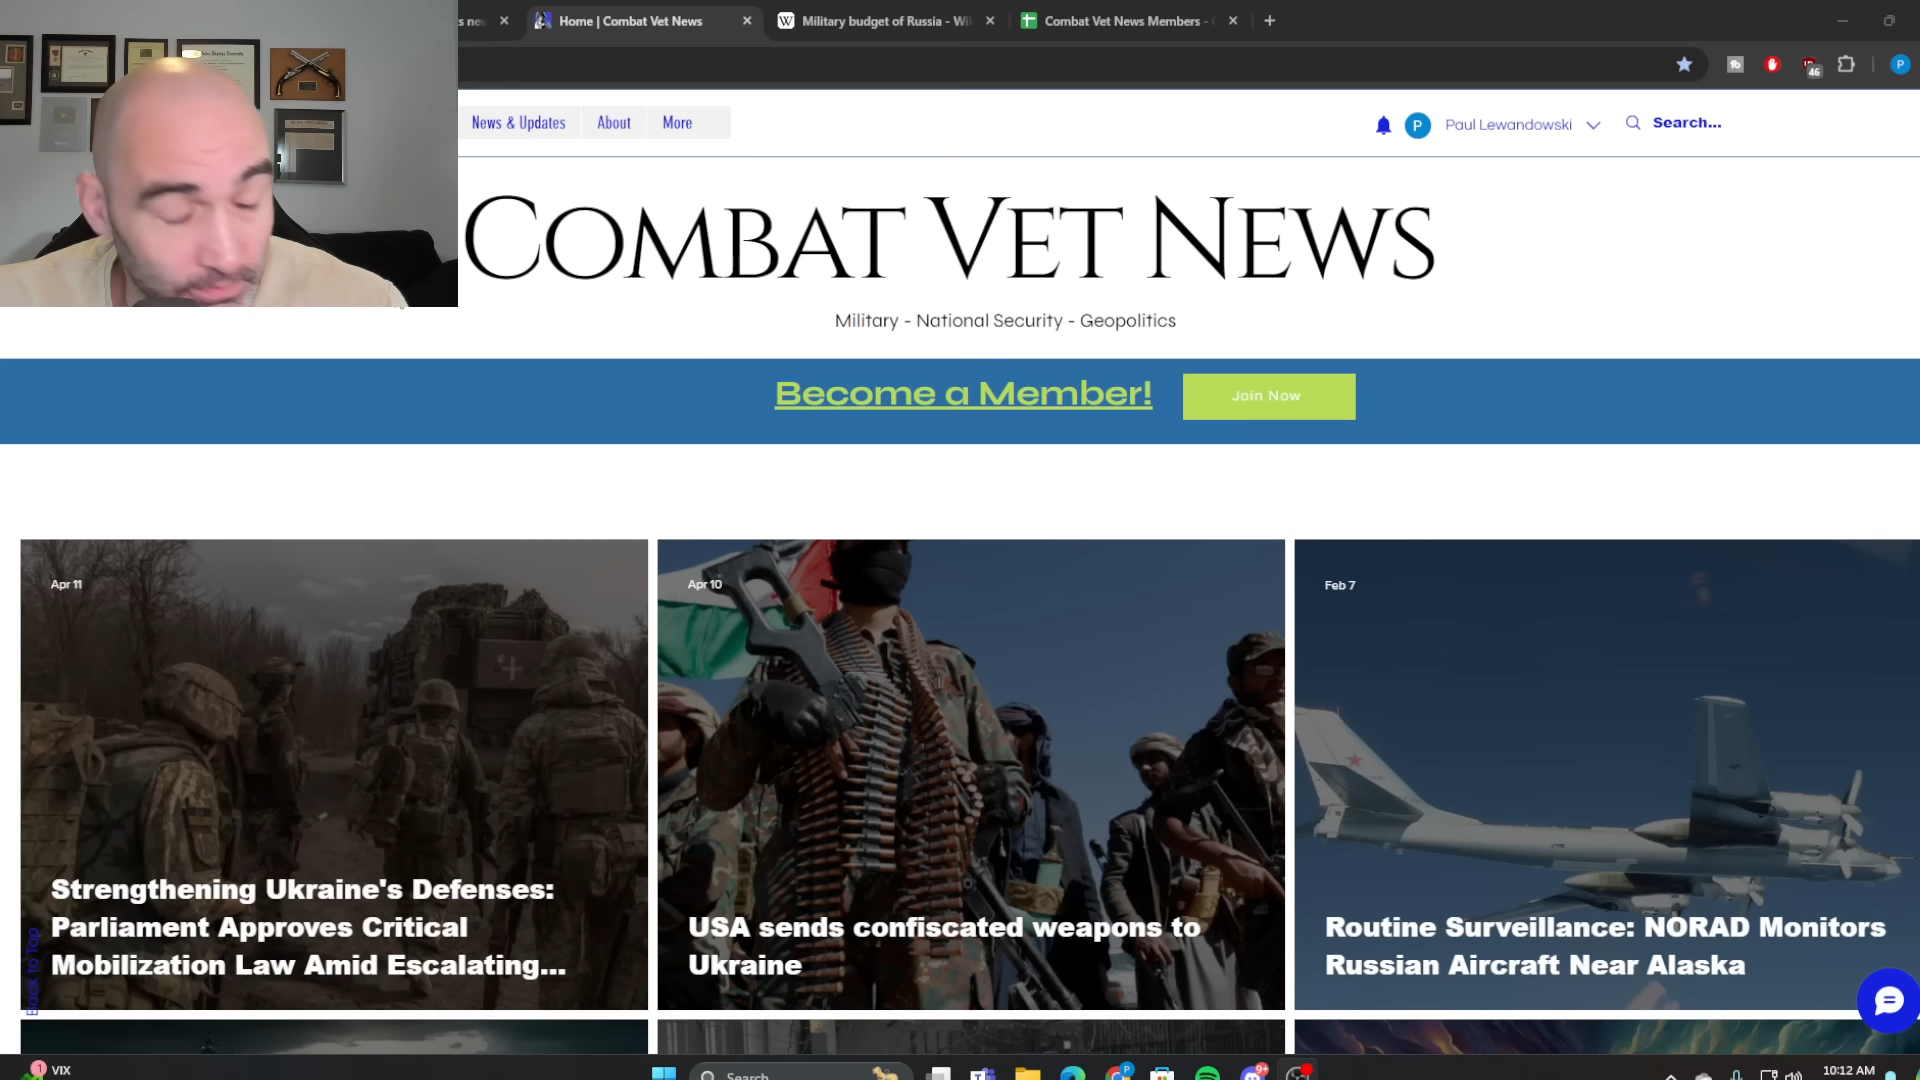 Home | Combat Vet News
Military budget of Russia - Wi
Combat Vet News Members -
46
P
News & Updates
About
More
P
Paul Lewandowski
Search...
COMBAT VET NEWS
Military - National Security - Geopolitics
Become a Member!
Join Now
Apr 11
Strengthening Ukraine's Defenses:
Parliament Approves Critical
Mobilization Law Amid Escalating...
Apr 10
USA sends confiscated weapons to
Ukraine
Feb 7
Routine Surveillance: NORAD Monitors
Russian Aircraft Near Alaska
Back to Top
1
VIX
Search
P
9+
10:12 AM